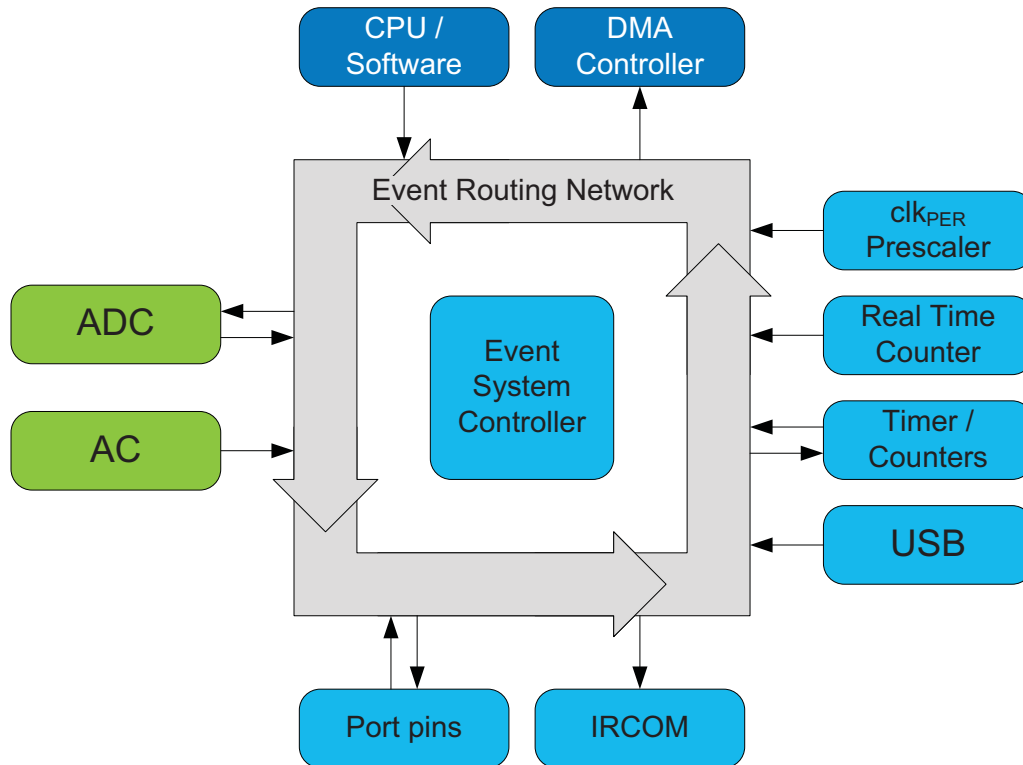 CPU /
Software
DMA
Controller
Event Routing Network
clkPER
Prescaler
ADC
Event
System
Controller
Real Time
Counter
AC
Timer /
Counters
USB
Port pins
IRCOM